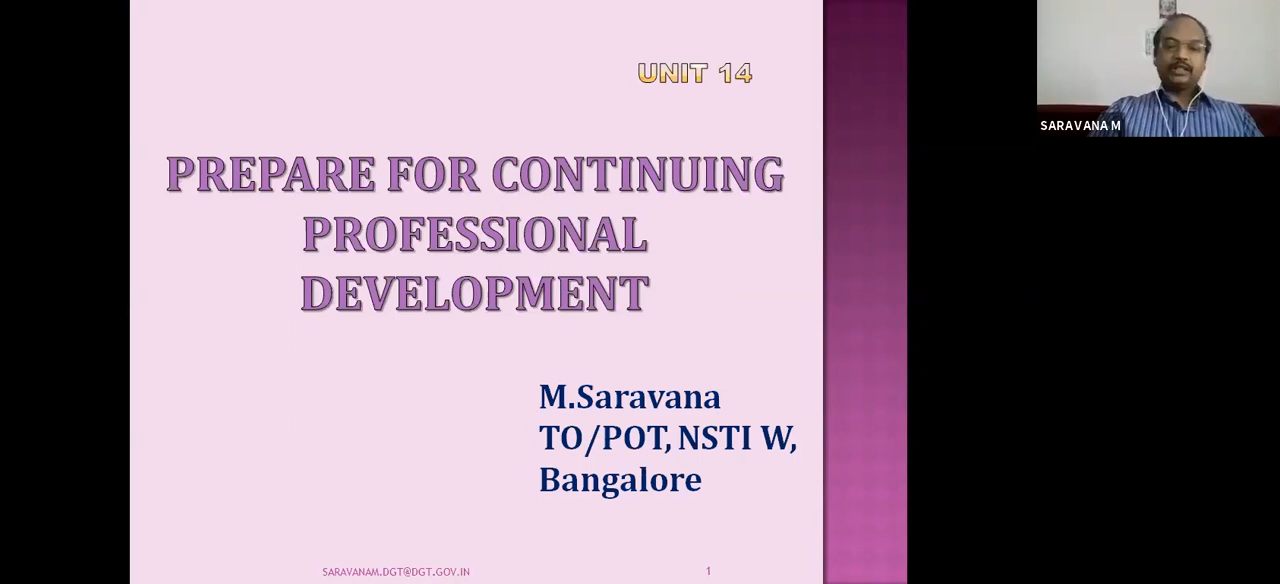 UNIT 14
PREPARE FOR CONTINUING
PROFESSIONAL
DEVELOPMENT
M.Saravana
TO/POT, NSTI W,
Bangalore
SARAVANAM.DGT@DGT.GOV.IN
1
SARAVANA M